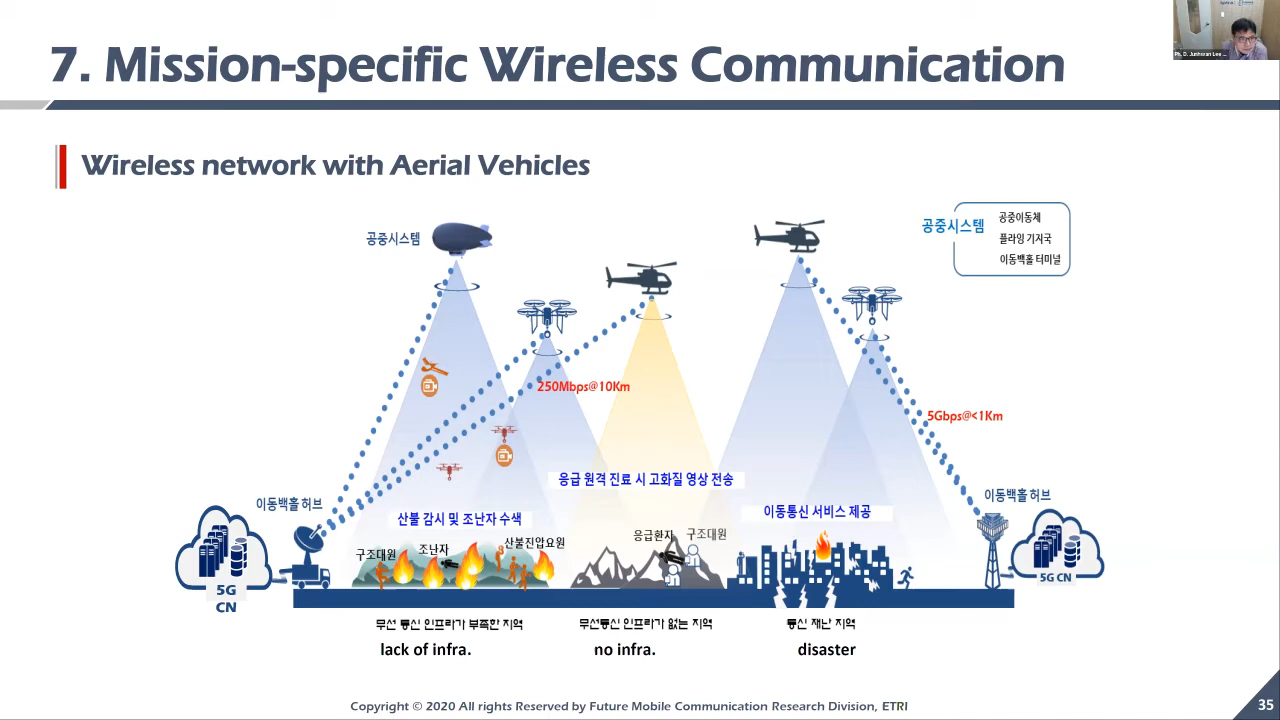 7. Mission-specific Wireless Communication
Wireless network with Aerial Vehicles
공중시스템
공중시스템
공중이동체
플라잉 기지국
이동백홀 터미널
250Mbps@10Km
5Gbps@<1Km
응급 원격 진료 시 고화질 영상 전송
이동백홀 허브
이동백홀 허브
산불 감시 및 조난자 수색
이동통신 서비스 제공
구조대원
조난자
산불진압요원
응급환자
구조대원
5G
CN
5G CN
무선 통신 인프라가 부족한 지역
무선통신 인프라가 없는 지역
통신 재난 지역
lack of infra.
no infra.
disaster
Copyright © 2020 All rights Reserved by Future Mobile Communication Research Division, ETRI
35
Ph. D. Junhwan Lee ...